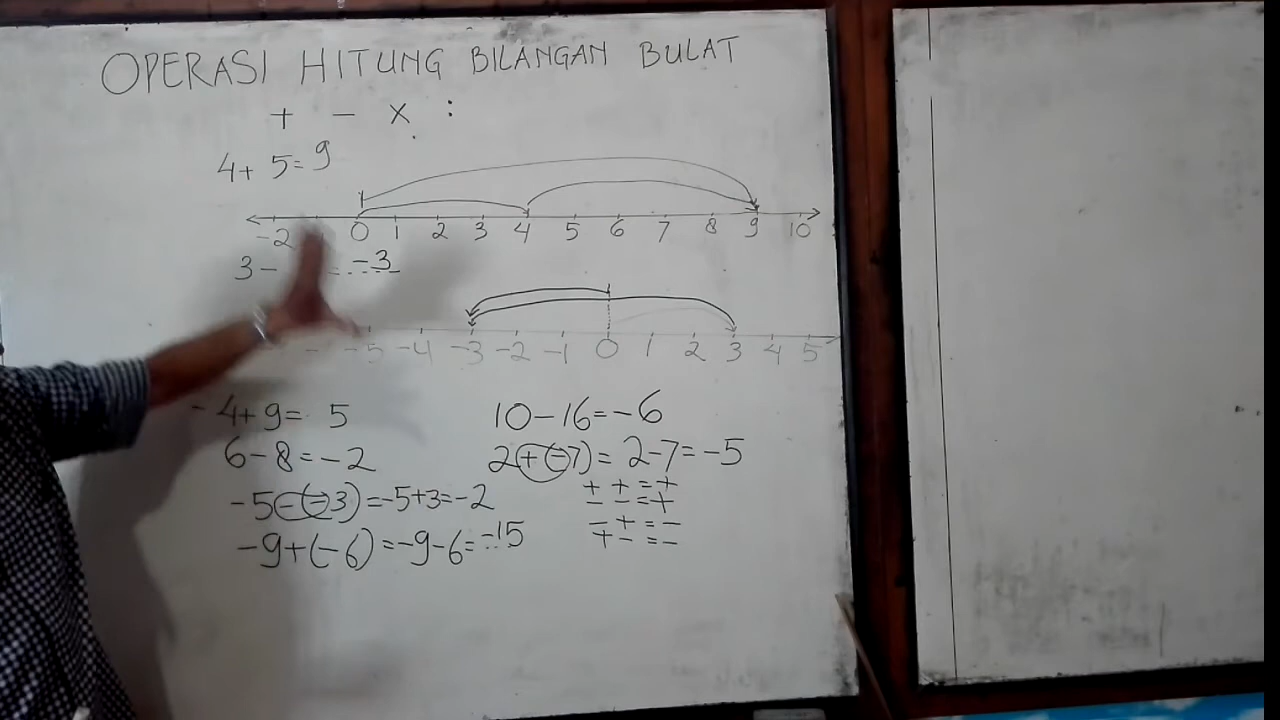 OPERASI HITUNG BILANGAN BULAT
+ - × :
4 + 5 = 9
-2 0 1 2 3 4 5 6 7 8 9 10
3 - = -3
-5 -4 -3 -2 -1 0 1 2 3 4 5
-4 + 9 = 5
6 - 8 = -2
-5 - (-3) = -5 + 3 = -2
-9 + (-6) = -9 - 6 = -15
10 - 16 = -6
2 + (-7) = 2 - 7 = -5
+ + = +
- - = +
- + = -
+ - = -